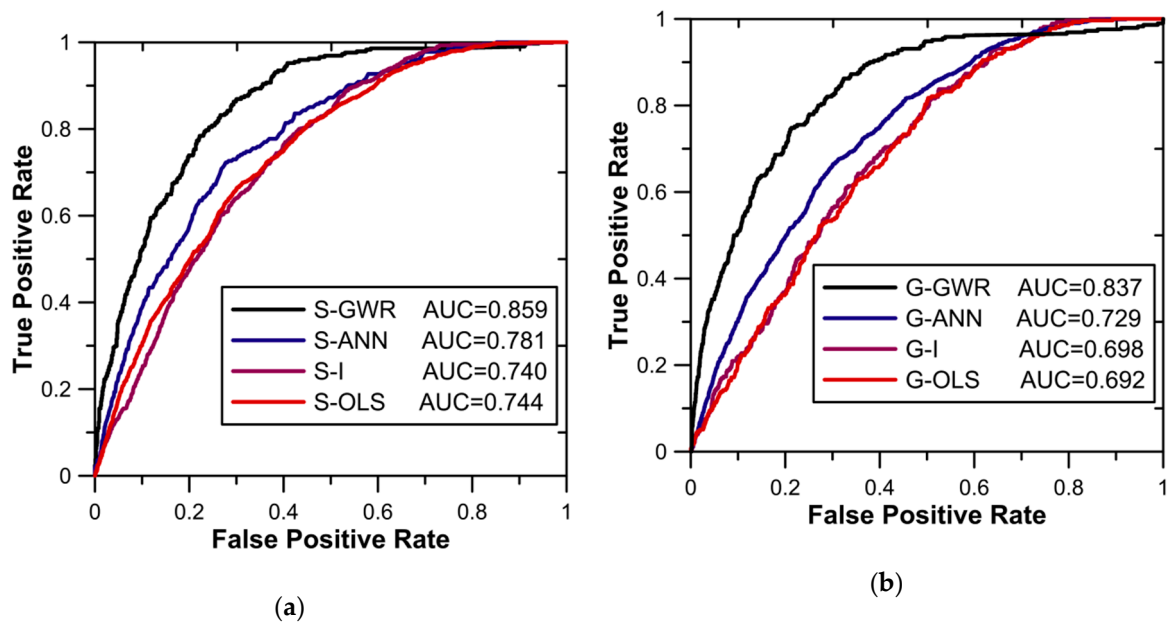 1
0.8
0.6
0.4
0.2
0
True Positive Rate
S-GWR AUC=0.859
S-ANN AUC=0.781
S-I AUC=0.740
S-OLS AUC=0.744
0 0.2 0.4 0.6 0.8 1
False Positive Rate
(a)
1
0.8
0.6
0.4
0.2
0
True Positive Rate
G-GWR AUC=0.837
G-ANN AUC=0.729
G-I AUC=0.698
G-OLS AUC=0.692
0 0.2 0.4 0.6 0.8 1
False Positive Rate
(b)